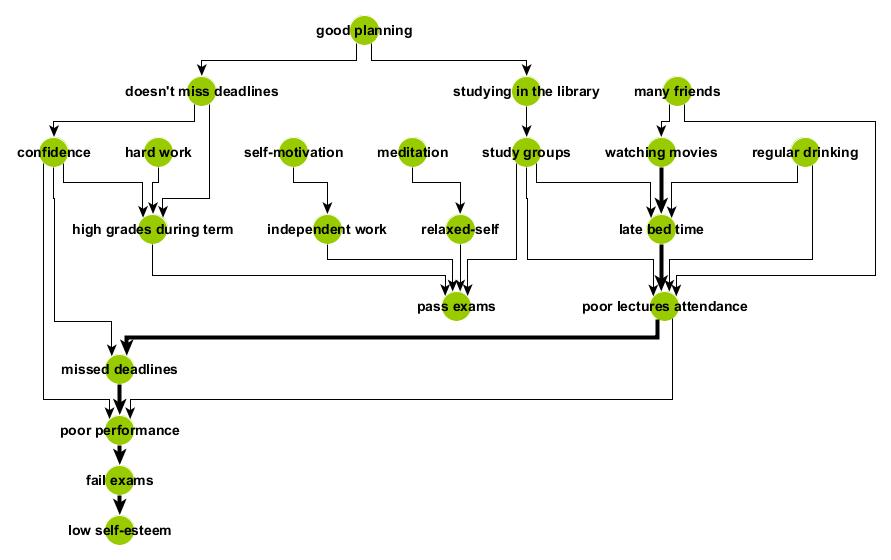 good planning
doesn't miss deadlines
studying in the library
many friends
confidence
hard work
self-motivation
meditation
study groups
watching movies
regular drinking
high grades during term
independent work
relaxed-self
late bed time
pass exams
poor lectures attendance
missed deadlines
poor performance
fail exams
low self-esteem